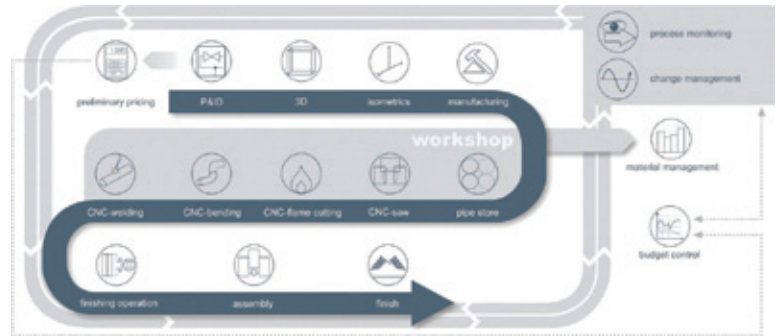 process monitoring
change management
preliminary pricing
P&ID
3D
isometrics
manufacturing
workshop
material management
CNC-welding
CNC-bending
CNC-flame cutting
CNC-saw
pipe store
budget control
finishing operation
assembly
finish